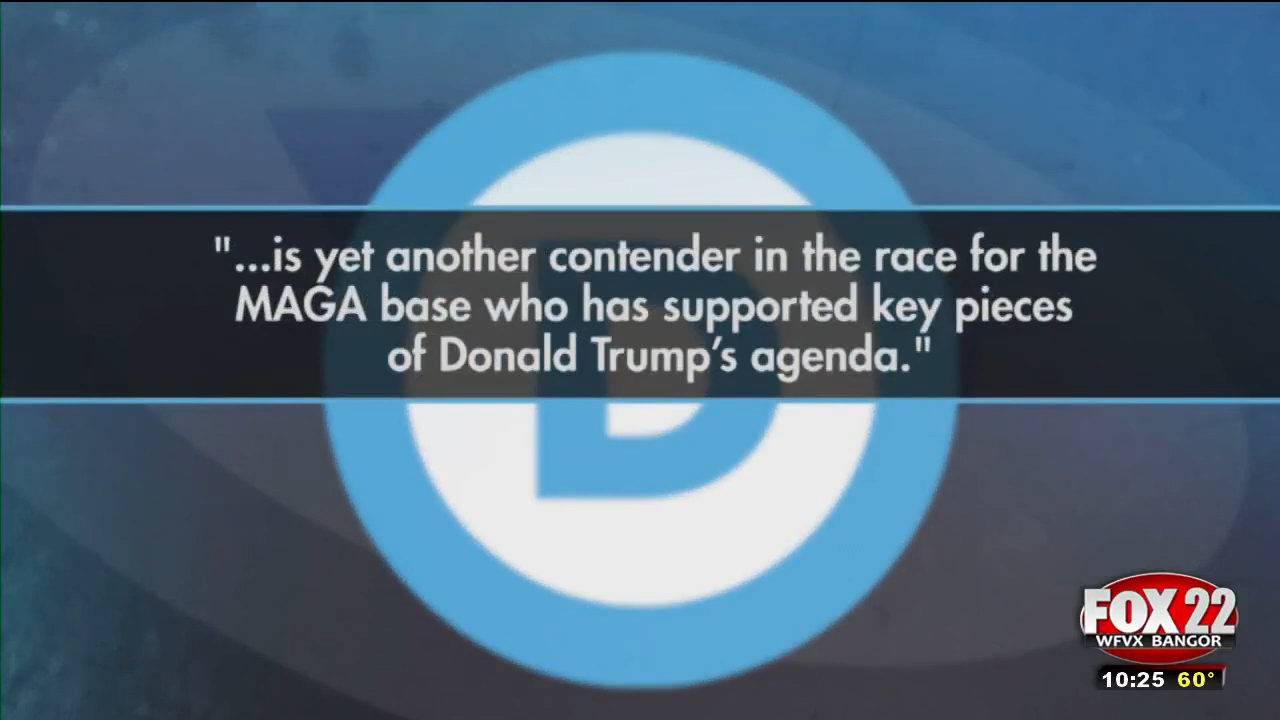 "...is yet another contender in the race for the
MAGA base who has supported key pieces
of Donald Trump’s agenda."
D
FOX 22
WFVX BANGOR
10:25 60°